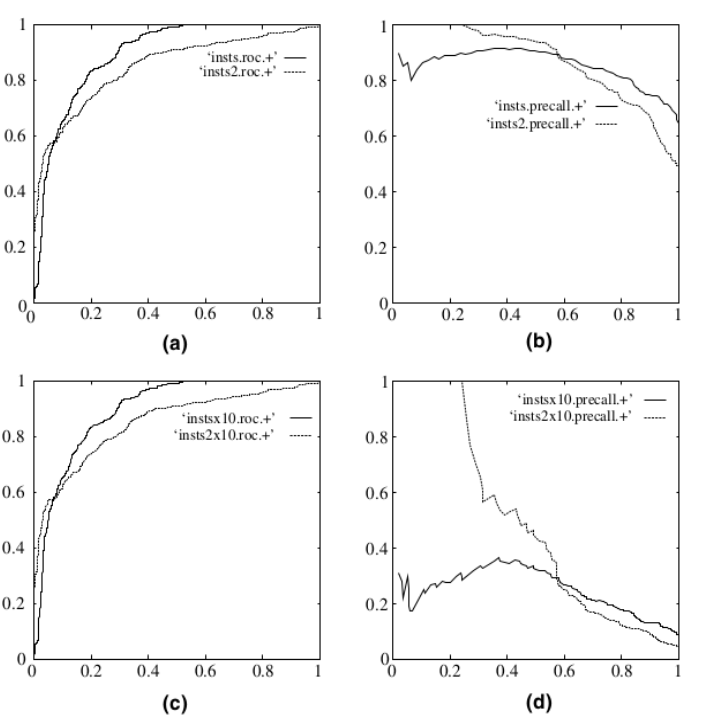 1
0.8
0.6
0.4
0.2
0
0 0.2 0.4 0.6 0.8 1
'insts.roc.+'
'insts2.roc.+'
(a)
1
0.8
0.6
0.4
0.2
0
0 0.2 0.4 0.6 0.8 1
'insts.precall.+'
'insts2.precall.+'
(b)
1
0.8
0.6
0.4
0.2
0
0 0.2 0.4 0.6 0.8 1
'instsx10.roc.+'
'insts2x10.roc.+'
(c)
1
0.8
0.6
0.4
0.2
0
0 0.2 0.4 0.6 0.8 1
'instsx10.precall.+'
'insts2x10.precall.+'
(d)